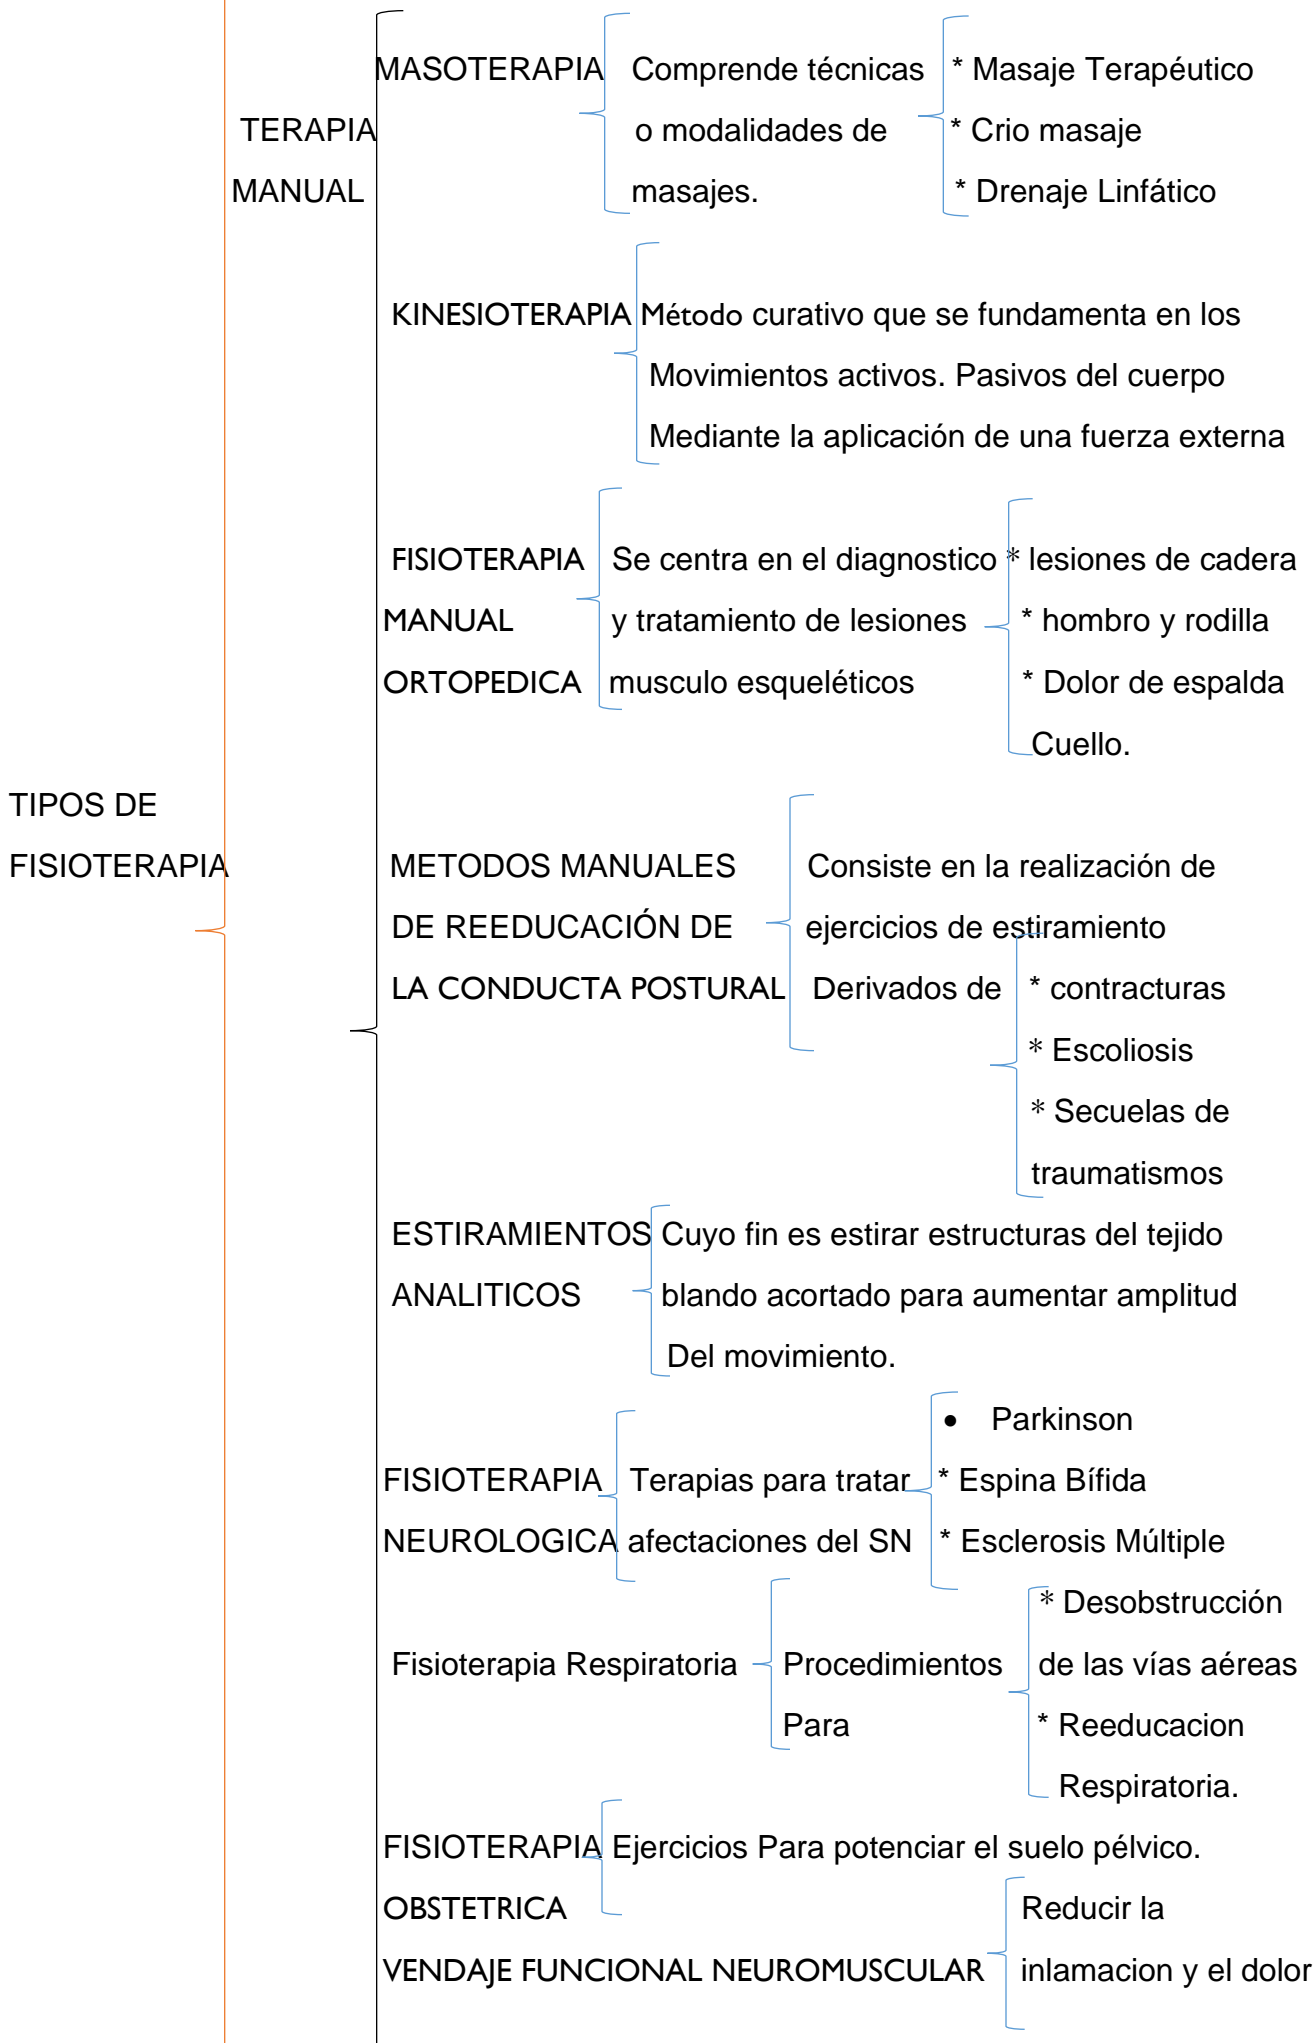 MASOTERAPIA Comprende técnicas * Masaje Terapéutico
TERAPIA o modalidades de * Crio masaje
MANUAL masajes. * Drenaje Linfático
KINESIOTERAPIA Método curativo que se fundamenta en los
Movimientos activos. Pasivos del cuerpo
Mediante la aplicación de una fuerza externa
FISIOTERAPIA Se centra en el diagnostico * lesiones de cadera
MANUAL y tratamiento de lesiones * hombro y rodilla
ORTOPEDICA musculo esqueléticos * Dolor de espalda
Cuello.
TIPOS DE
FISIOTERAPIA METODOS MANUALES Consiste en la realización de
DE REEDUCACIÓN DE ejercicios de estiramiento
LA CONDUCTA POSTURAL Derivados de * contracturas
* Escoliosis
* Secuelas de
traumatismos
ESTIRAMIENTOS Cuyo fin es estirar estructuras del tejido
ANALITICOS blando acortado para aumentar amplitud
Del movimiento.
• Parkinson
FISIOTERAPIA Terapias para tratar * Espina Bífida
NEUROLOGICA afectaciones del SN * Esclerosis Múltiple
* Desobstrucción
Fisioterapia Respiratoria Procedimientos de las vías aéreas
Para * Reeducacion
Respiratoria.
FISIOTERAPIA Ejercicios Para potenciar el suelo pélvico.
OBSTETRICA Reducir la
VENDAJE FUNCIONAL NEUROMUSCULAR inlamacion y el dolor